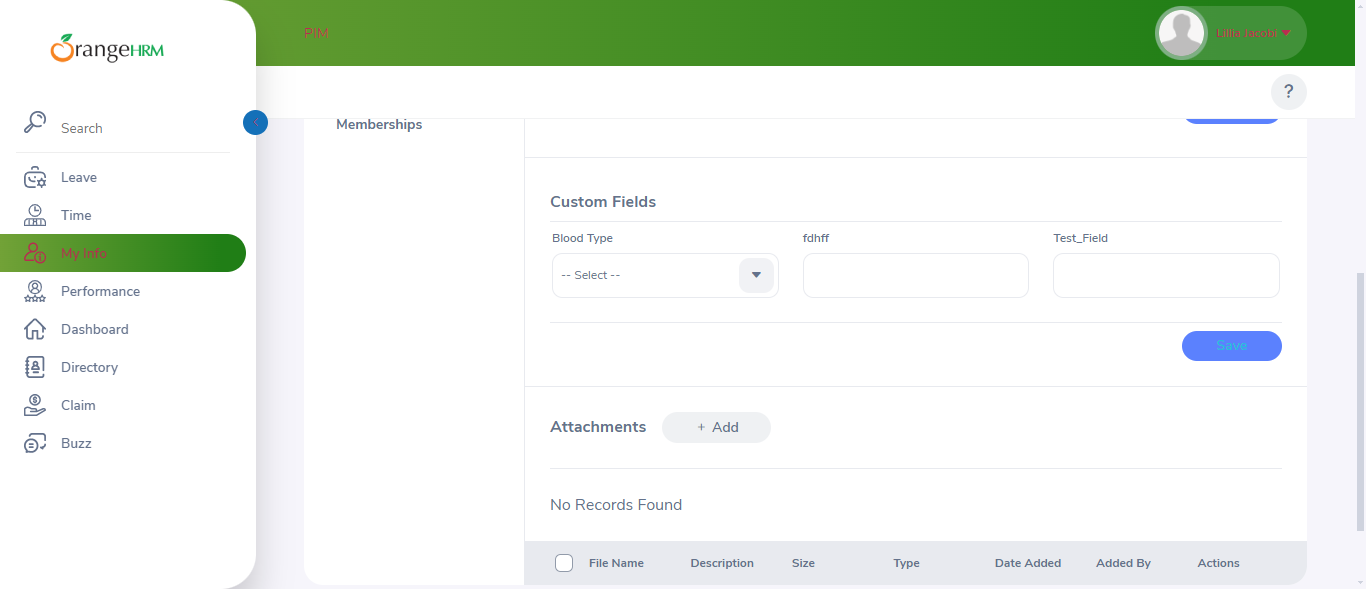 OrangeHRM
PIM
Lillia Jacobi
?
Search
Leave
Time
My Info
Performance
Dashboard
Directory
Claim
Buzz
Memberships
Custom Fields
Blood Type
fdhff
Test_Field
-- Select --
Save
Attachments
+ Add
No Records Found
File Name Description Size Type Date Added Added By Actions